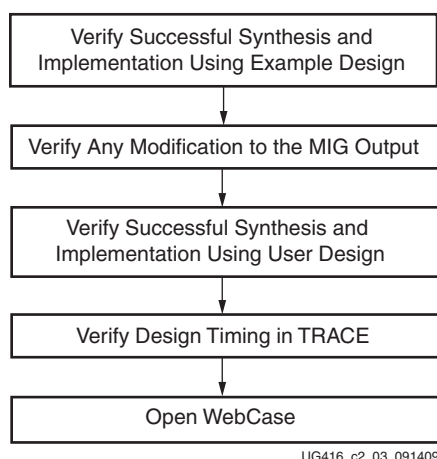 Verify Successful Synthesis and
Implementation Using Example Design
Verify Any Modification to the MIG Output
Verify Successful Synthesis and
Implementation Using User Design
Verify Design Timing in TRACE
Open WebCase
UG416_c2_03_091409